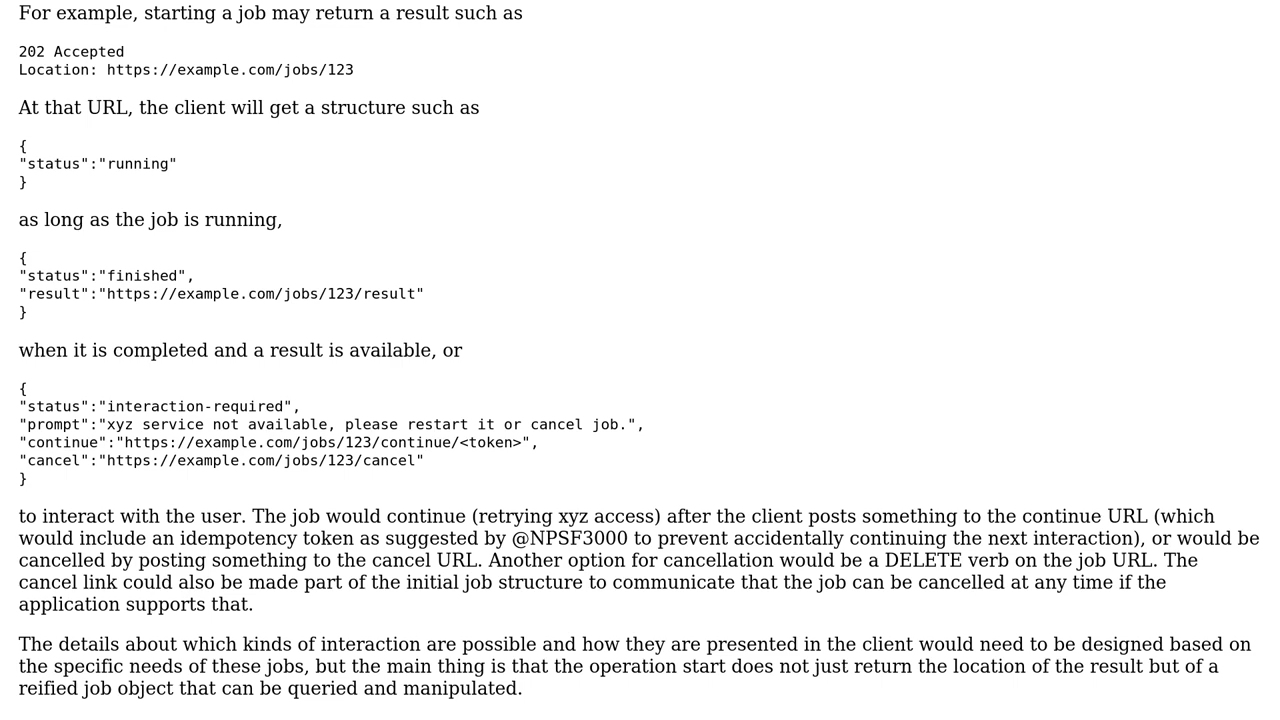 For example, starting a job may return a result such as
202 Accepted
Location: https://example.com/jobs/123
At that URL, the client will get a structure such as
{
"status":"running"
}
as long as the job is running,
{
"status":"finished",
"result":"https://example.com/jobs/123/result"
}
when it is completed and a result is available, or
{
"status":"interaction-required",
"prompt":"xyz service not available, please restart it or cancel job.",
"continue":"https://example.com/jobs/123/continue/<token>",
"cancel":"https://example.com/jobs/123/cancel"
}
to interact with the user. The job would continue (retrying xyz access) after the client posts something to the continue URL (which
would include an idempotency token as suggested by @NPSF3000 to prevent accidentally continuing the next interaction), or would be
cancelled by posting something to the cancel URL. Another option for cancellation would be a DELETE verb on the job URL. The
cancel link could also be made part of the initial job structure to communicate that the job can be cancelled at any time if the
application supports that.
The details about which kinds of interaction are possible and how they are presented in the client would need to be designed based on
the specific needs of these jobs, but the main thing is that the operation start does not just return the location of the result but of a
reified job object that can be queried and manipulated.